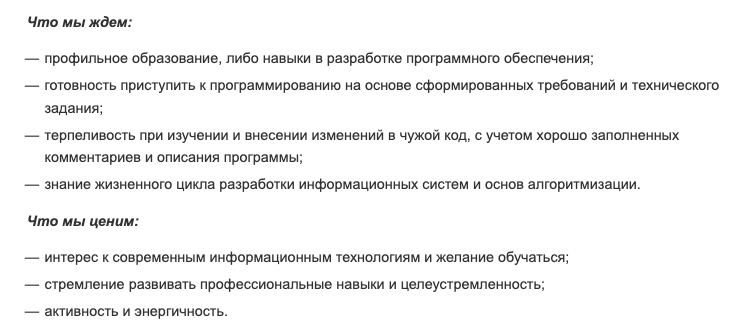 Что мы ждем:
— профильное образование, либо навыки в разработке программного обеспечения;
— готовность приступить к программированию на основе сформированных требований и технического
задания;
— терпеливость при изучении и внесении изменений в чужой код, с учетом хорошо заполненных
комментариев и описания программы;
— знание жизненного цикла разработки информационных систем и основ алгоритмизации.
Что мы ценим:
— интерес к современным информационным технологиям и желание обучаться;
— стремление развивать профессиональные навыки и целеустремленность;
— активность и энергичность.